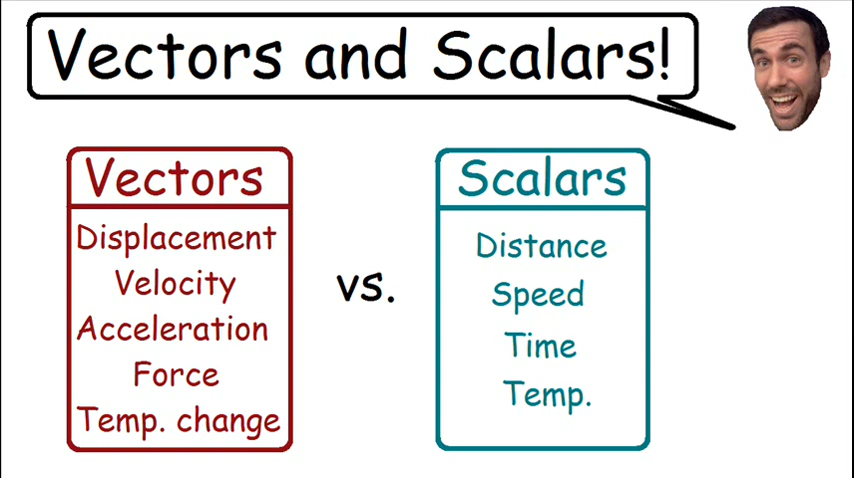 Vectors and Scalars!
Vectors
Displacement
Velocity
Acceleration
Force
Temp. change
vs.
Scalars
Distance
Speed
Time
Temp.